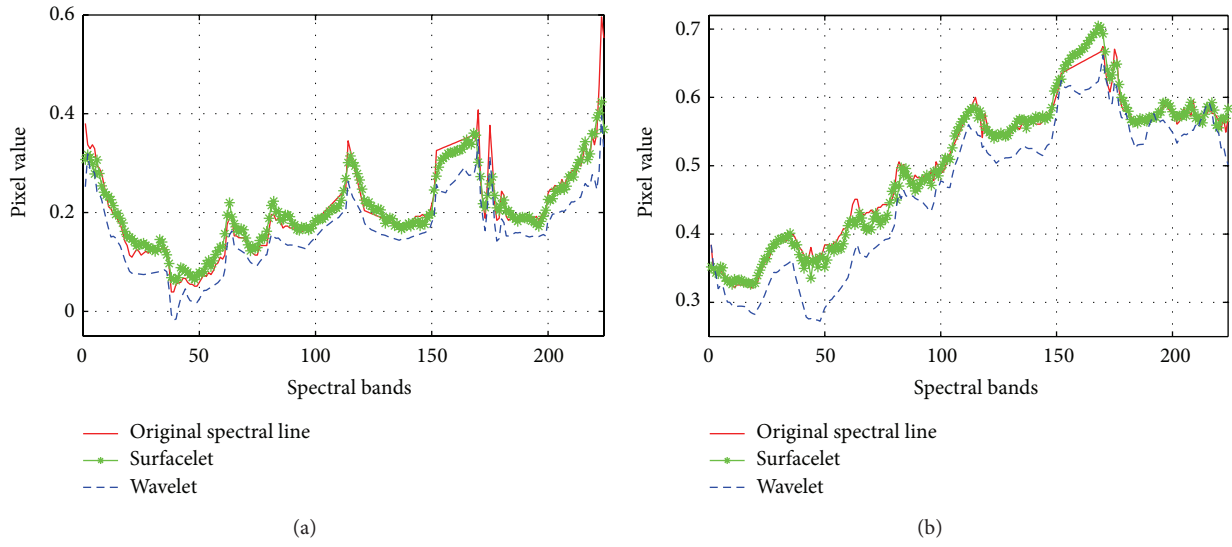 0.6
0.4
0.2
0
Pixel value
0
50
100
150
200
Spectral bands
Original spectral line
Surfacelet
Wavelet
(a)
0.7
0.6
0.5
0.4
0.3
Pixel value
0
50
100
150
200
Spectral bands
Original spectral line
Surfacelet
Wavelet
(b)